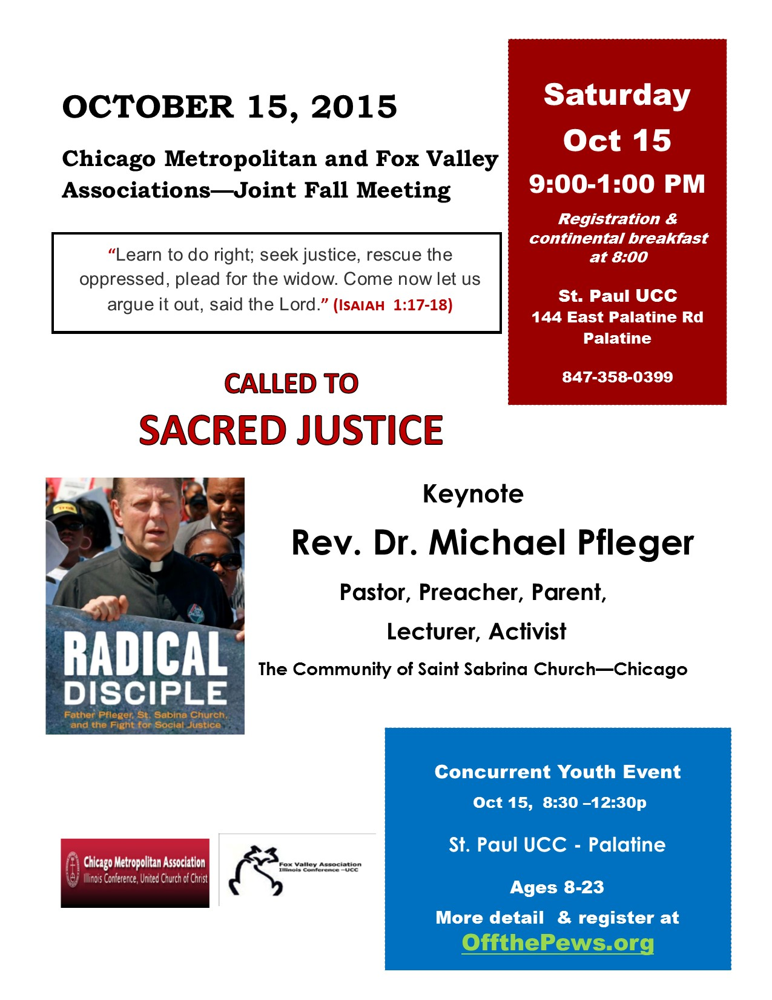 OCTOBER 15, 2015
Chicago Metropolitan and Fox Valley
Associations—Joint Fall Meeting
“Learn to do right; seek justice, rescue the
oppressed, plead for the widow. Come now let us
argue it out, said the Lord.” (ISAIAH 1:17-18)
Saturday
Oct 15
9:00-1:00 PM
Registration &
continental breakfast
at 8:00
St. Paul UCC
144 East Palatine Rd
Palatine
847-358-0399
CALLED TO
SACRED JUSTICE
RADICAL
DISCIPLE
Father Pfleger, St. Sabina Church,
and the Fight for Social Justice
Keynote
Rev. Dr. Michael Pfleger
Pastor, Preacher, Parent,
Lecturer, Activist
The Community of Saint Sabrina Church—Chicago
Chicago Metropolitan Association
Illinois Conference, United Church of Christ
Fox Valley Association
Illinois Conference –UCC
Concurrent Youth Event
Oct 15, 8:30 –12:30p
St. Paul UCC - Palatine
Ages 8-23
More detail & register at
OffthePews.org